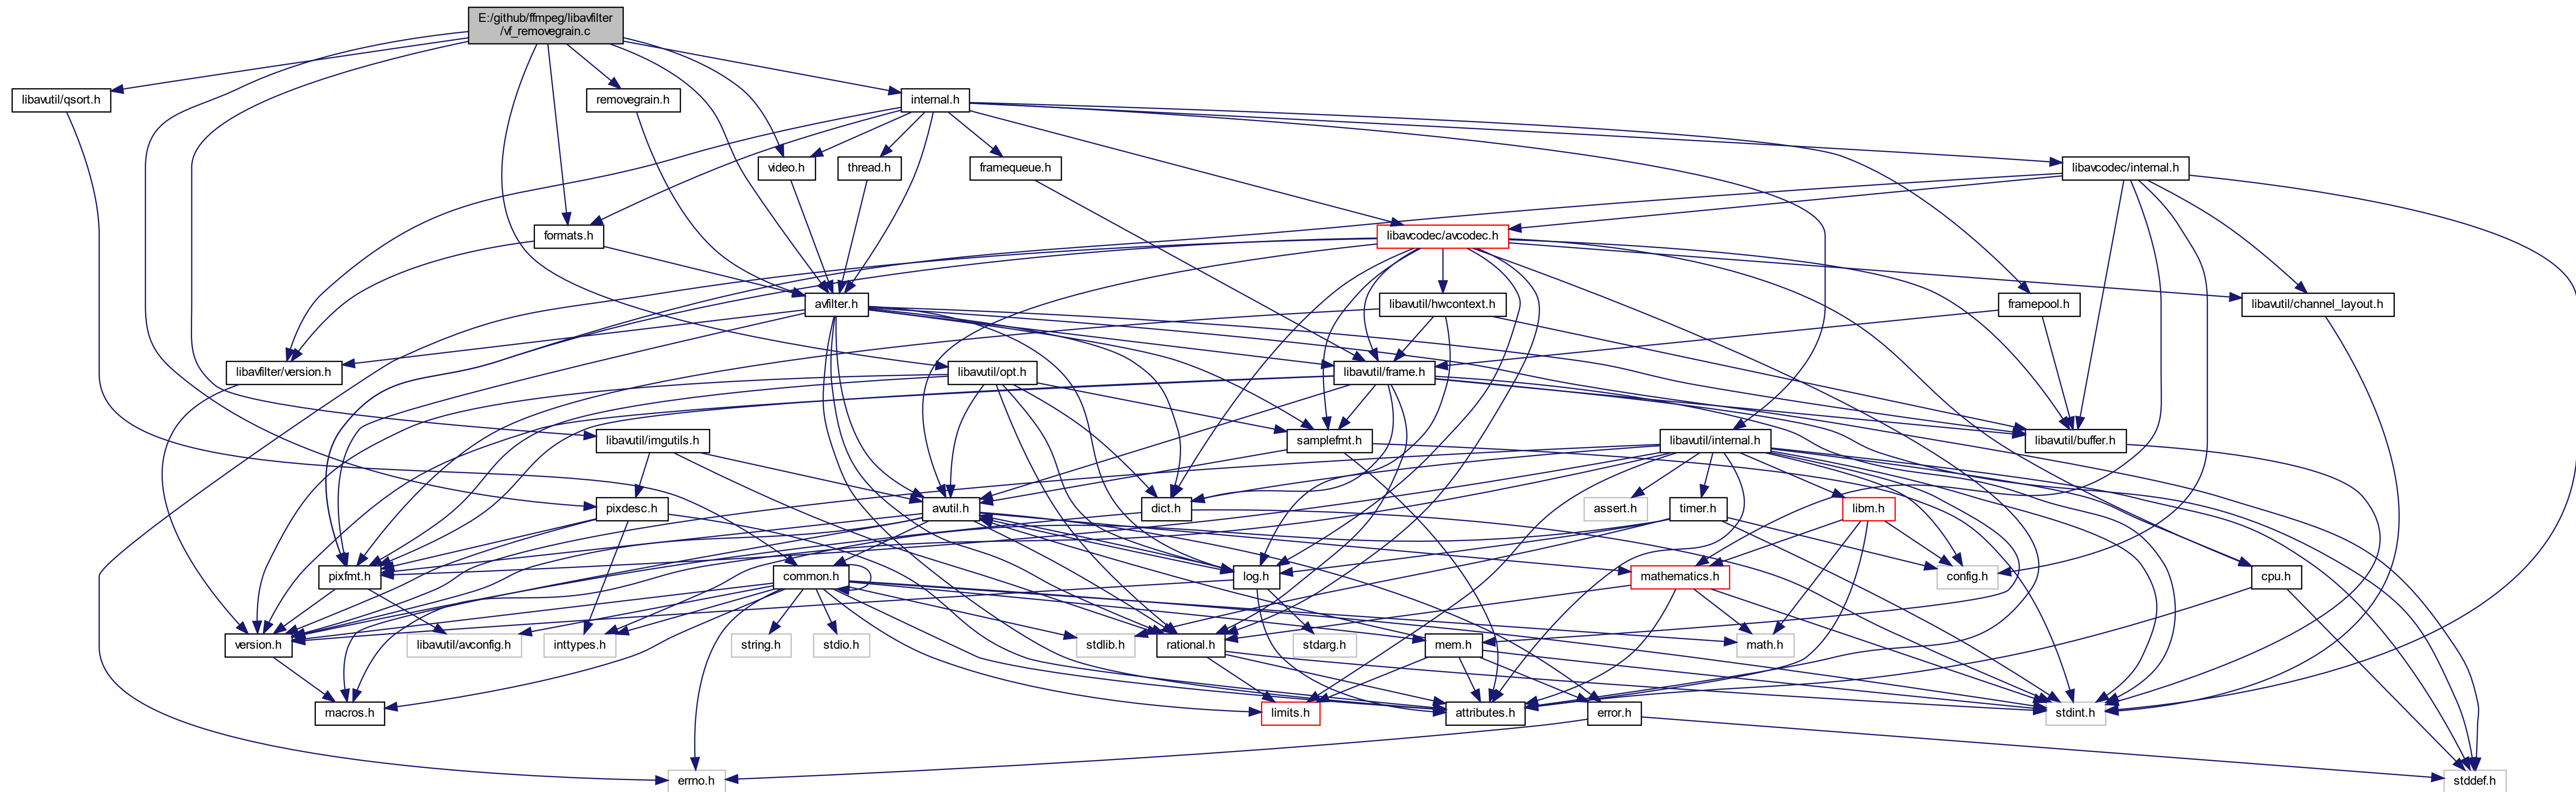 E:/github/ffmpeg/libavfilter
/vf_removegrain.c
libavutil/qsort.h
removegrain.h
internal.h
video.h
thread.h
framequeue.h
libavcodec/internal.h
formats.h
libavcodec/avcodec.h
avfilter.h
libavutil/hwcontext.h
framepool.h
libavutil/channel_layout.h
libavfilter/version.h
libavutil/opt.h
libavutil/frame.h
libavutil/imgutils.h
samplefmt.h
libavutil/internal.h
libavutil/buffer.h
pixdesc.h
avutil.h
dict.h
assert.h
timer.h
libm.h
pixfmt.h
common.h
log.h
mathematics.h
config.h
cpu.h
version.h
libavutil/avconfig.h
inttypes.h
string.h
stdio.h
stdlib.h
rational.h
stdarg.h
mem.h
math.h
macros.h
limits.h
attributes.h
error.h
stdint.h
errno.h
stddef.h